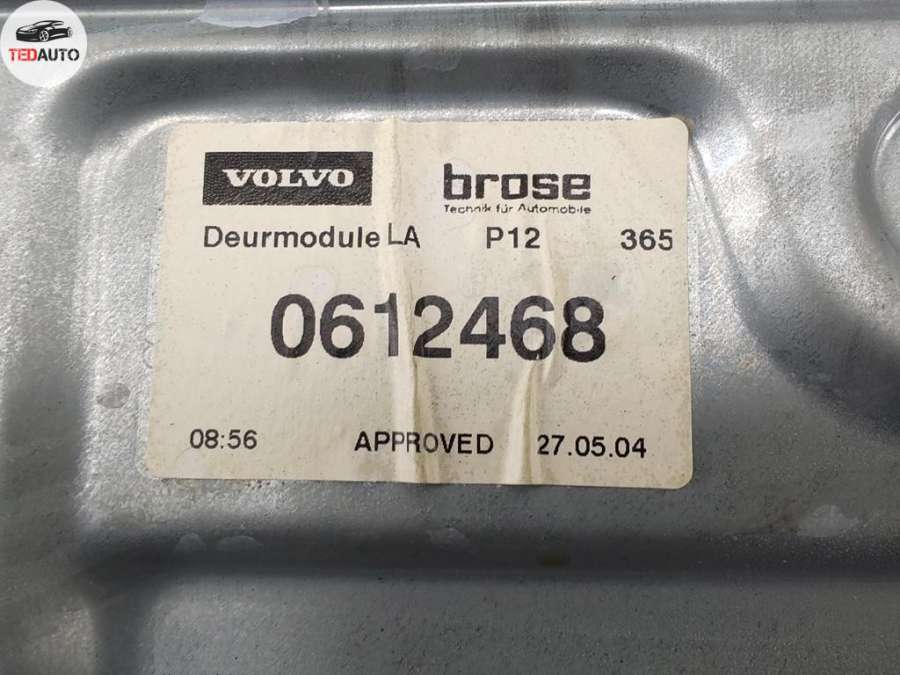 TEDAUTO
VOLVO brose
Technik für Automobile
Deurmodule LA P12 365
0612468
08:56 APPROVED 27.05.04